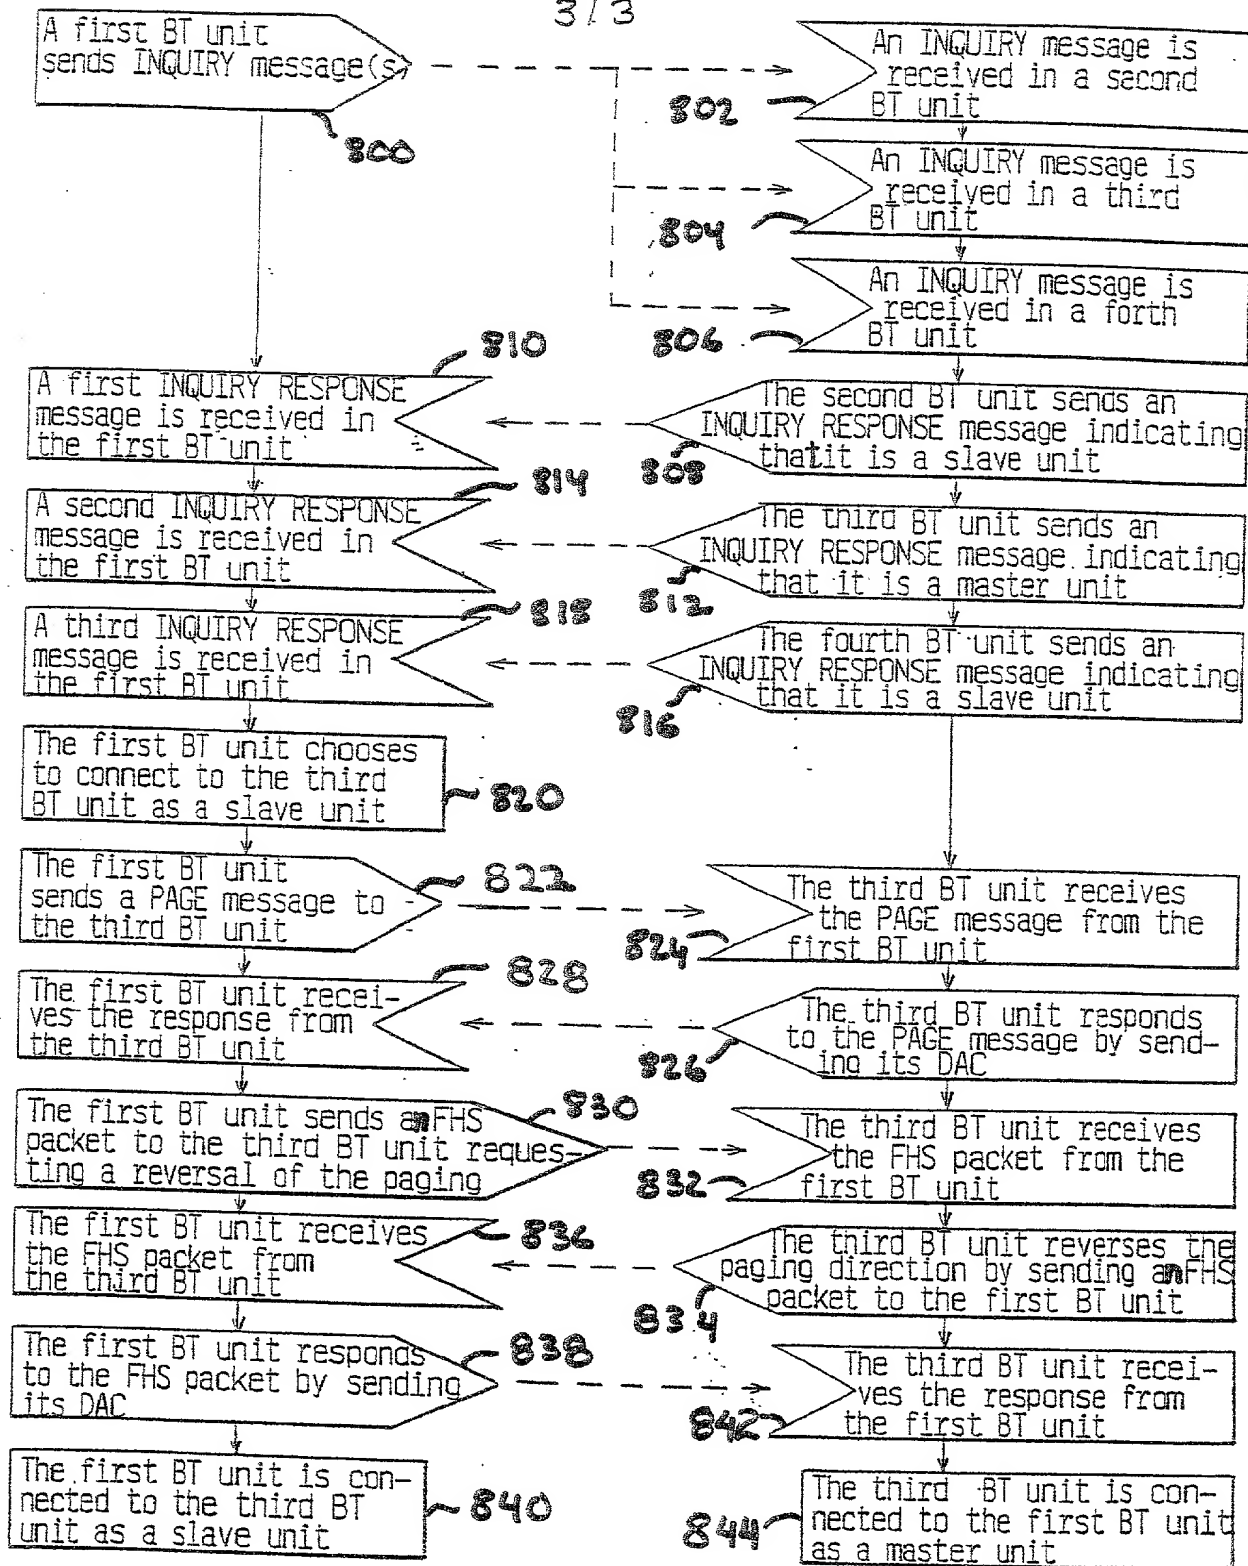 3/3
A first BT unit
sends INQUIRY message(s)
800
An INQUIRY message is
received in a second
BT unit
802
An INQUIRY message is
received in a third
BT unit
804
An INQUIRY message is
received in a forth
BT unit
806
810
A first INQUIRY RESPONSE
message is received in
the first BT unit
The second BT unit sends an
INQUIRY RESPONSE message indicating
that it is a slave unit
808
814
A second INQUIRY RESPONSE
message is received in
the first BT unit
The third BT unit sends an
INQUIRY RESPONSE message indicating
that it is a master unit
812
818
A third INQUIRY RESPONSE
message is received in
the first BT unit
The fourth BT unit sends an
INQUIRY RESPONSE message indicating
that it is a slave unit
816
The first BT unit chooses
to connect to the third
BT unit as a slave unit
820
The first BT unit
sends a PAGE message to
the third BT unit
822
The third BT unit receives
the PAGE message from the
first BT unit
824
828
The first BT unit recei-
ves the response from
the third BT unit
The third BT unit responds
to the PAGE message by send-
ing its DAC
826
The first BT unit sends an FHS
packet to the third BT unit reques-
ting a reversal of the paging
830
The third BT unit receives
the FHS packet from the
first BT unit
832
The first BT unit receives
the FHS packet from
the third BT unit
836
The third BT unit reverses the
paging direction by sending an FHS
packet to the first BT unit
834
The first BT unit responds
to the FHS packet by sending
its DAC
838
The third BT unit recei-
ves the response from
the first BT unit
842
The first BT unit is con-
nected to the third BT
unit as a slave unit
840
The third BT unit is con-
nected to the first BT unit
as a master unit
844